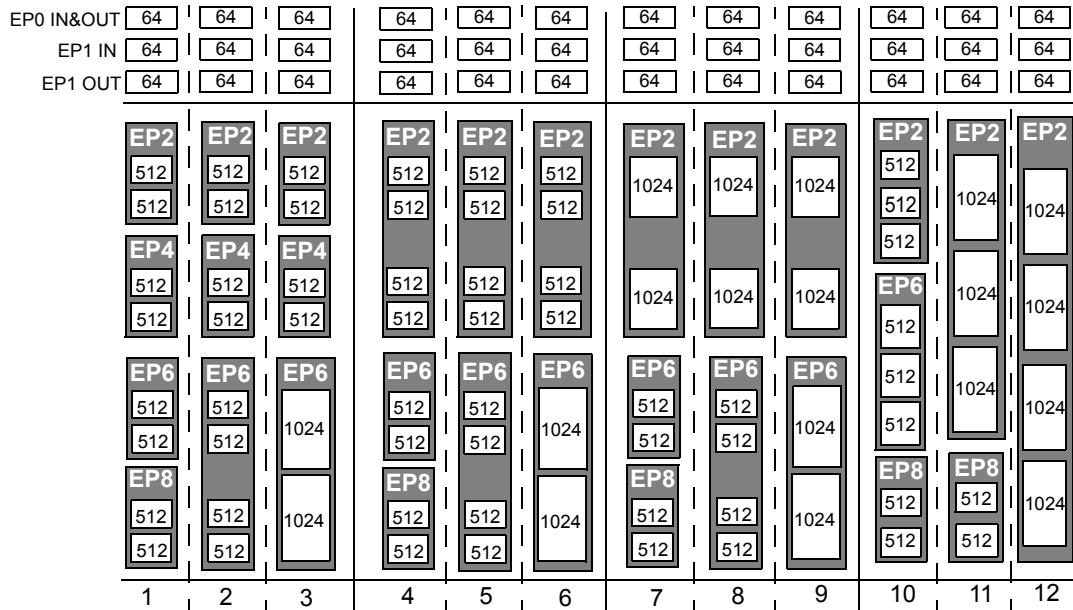 EP0 IN&OUT 64 64 64 64 64 64 64 64 64 64 64 64
EP1 IN 64 64 64 64 64 64 64 64 64 64 64 64
EP1 OUT 64 64 64 64 64 64 64 64 64 64 64 64
EP2 EP2 EP2 EP2 EP2 EP2 EP2 EP2 EP2 EP2 EP2 EP2
512 512 512 512 512 512 1024 1024 1024 512
512 512 512 512 512 512 512 1024 1024
EP4 EP4 EP4 512
512 512 512 512 512 512 EP6
1024 1024 1024 1024 1024
512 512 512 512 512 512 512
EP6 EP6 EP6 EP6 EP6 EP6 EP6 EP6 EP6 512 1024
512 512 512 512 512 512 1024
512 512 1024 512 512 1024 512 512 1024 512
EP8 EP8 EP8 EP8 EP8
512 512 1024 512 512 1024 512 512 1024 512 512 1024
512 512 512 512 512 512 512 512
1 2 3 4 5 6 7 8 9 10 11 12